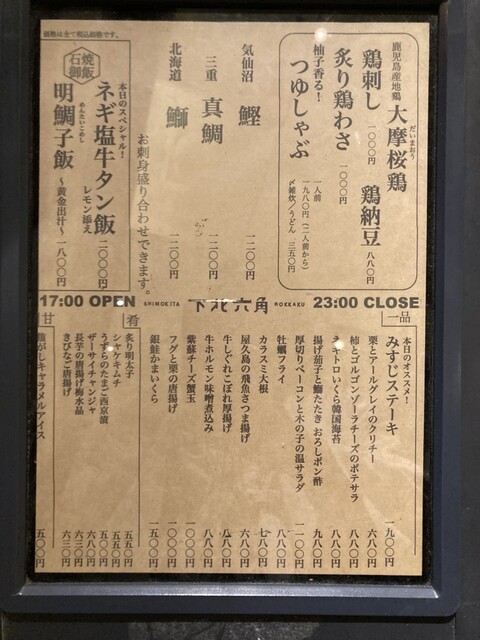 価格は全て税込価格です。
鹿児島産地鶏 大摩桜鶏
だいまおう
鶏刺し 一〇〇〇円
鶏納豆 八八〇円
炙り鶏わさ 一〇〇〇円
柚子香る!
つゆしゃぶ
一人前
一九八〇円(二人前から)
〆雑炊/うどん 三五〇円
気仙沼 鰹 一二〇〇円
三重 真鯛 一二〇〇円
北海道 鰤 一二〇〇円
お刺身盛り合わせできます。
石焼御飯
本日のスペシャル!
ネギ塩牛タン飯
レモン添え 二〇〇〇円
めんたいこめし
明鯛子飯
〜黄金出汁〜 一八〇〇円
17:00 OPEN
SHIMOKITA 下北六角 ROKKAKU
23:00 CLOSE
一品
本日のオススメ!
みすじステーキ 一九〇〇円
栗とアールグレイのクリチー 六八〇円
柿とゴルゴンゾーラチーズのポテサラ 八八〇円
大トロいくら韓国海苔 八八〇円
揚げ茄子と鰤たたき おろしポン酢 九八〇円
厚切りベーコンと木の子の温サラダ 一一〇〇円
牡蠣フライ 八八〇円
カラスミ大根 七八〇円
屋久島の飛魚さつま揚げ 六八〇円
牛しぐれごぼれ厚揚げ 八八〇円
牛ホルモン味噌煮込み 八八〇円
紫蘇チーズ蟹玉 一〇〇〇円
フグと栗の唐揚げ 一〇〇〇円
銀鮭かまいくら 一五〇〇円
肴
炙り明太子 五五〇円
シャケキムチ 五五〇円
うずらのたまご西京漬 五〇〇円
ザーサイチャンジャ 六八〇円
長芋の唐揚げ梅水晶 六三〇円
きびなご唐揚げ 六三〇円
甘
焦がしキャラメルアイス 五〇〇円